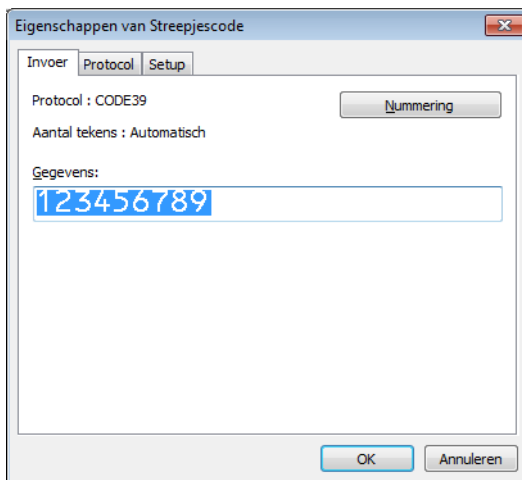 Eigenschappen van Streepjescode
Invoer Protocol Setup
Protocol : CODE39
Nummering
Aantal tekens : Automatisch
Gegevens:
123456789
OK Annuleren